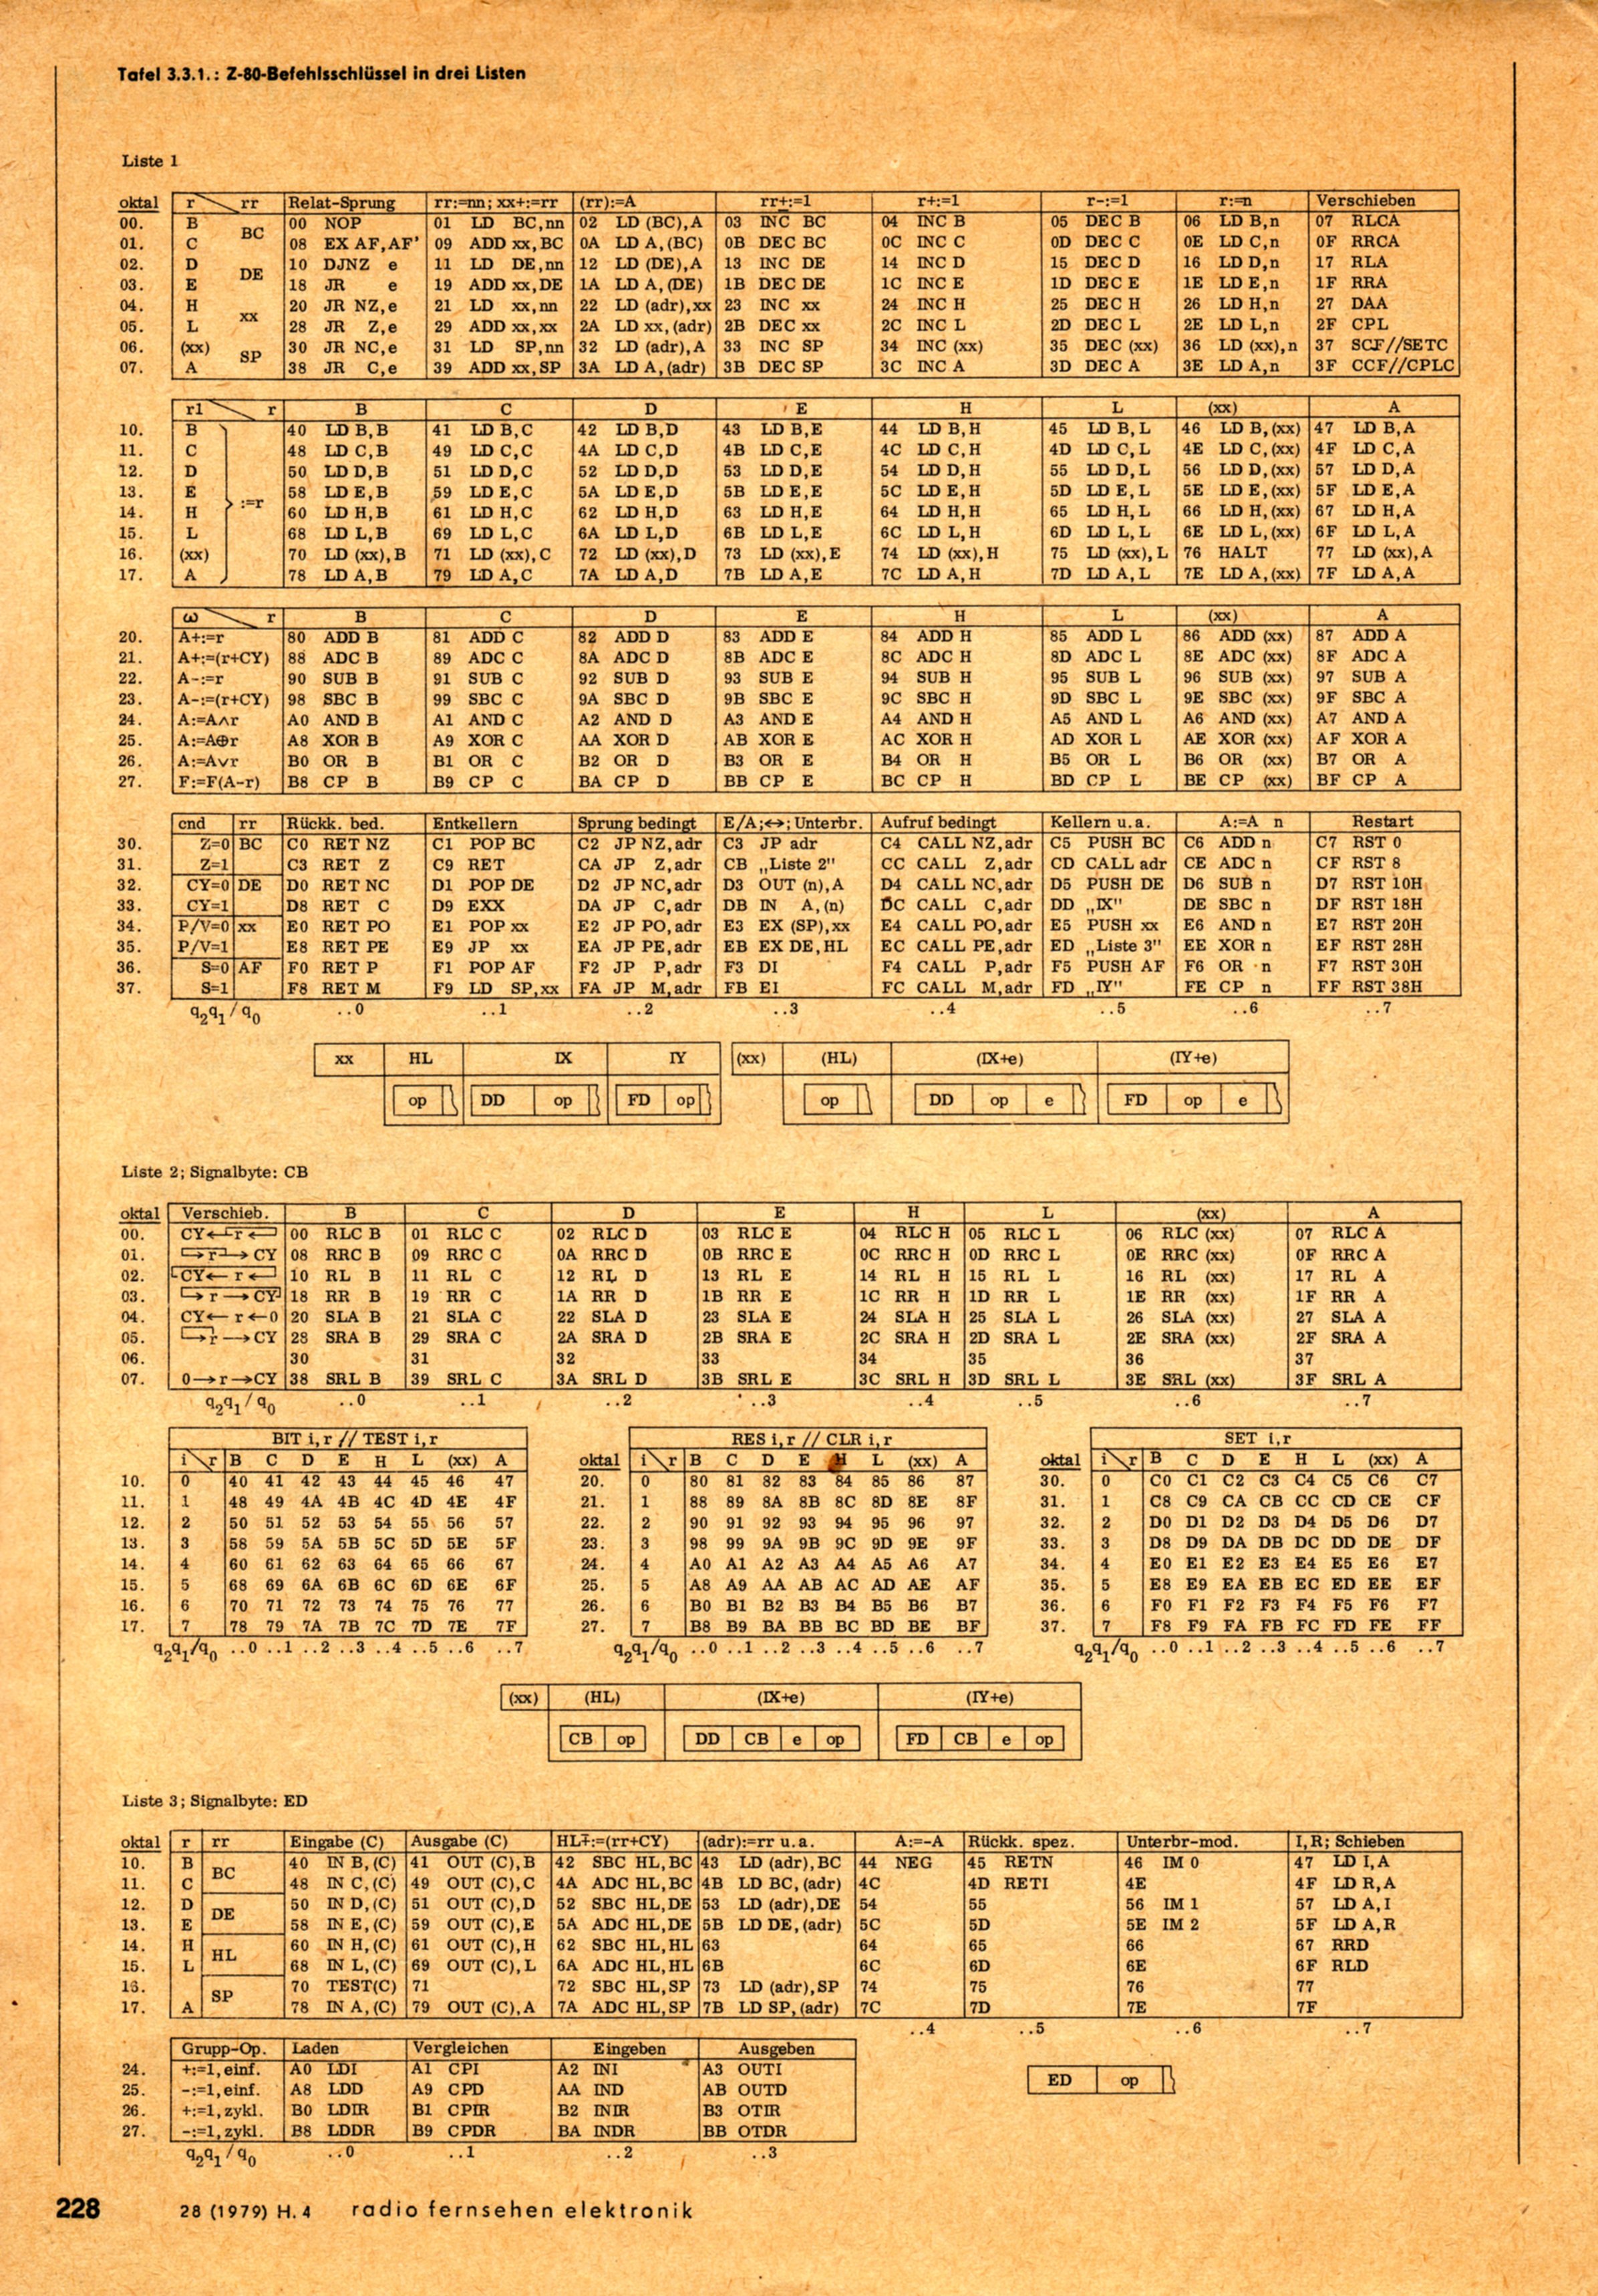 Tafel 3.3.1.: Z-80-Befehlsschlüssel in drei Listen
Liste 1
oktal r rr Relat-Sprung rr:=nn; xx+:=rr (rr):=A rr±:=1 r+:=1 r-:=1 r:=n Verschieben
00. B BC 00 NOP 01 LD BC,nn 02 LD (BC),A 03 INC BC 04 INC B 05 DEC B 06 LD B,n 07 RLCA
01. C 08 EX AF,AF' 09 ADD xx,BC 0A LD A,(BC) 0B DEC BC 0C INC C 0D DEC C 0E LD C,n 0F RRCA
02. D DE 10 DJNZ e 11 LD DE,nn 12 LD (DE),A 13 INC DE 14 INC D 15 DEC D 16 LD D,n 17 RLA
03. E 18 JR e 19 ADD xx,DE 1A LD A,(DE) 1B DEC DE 1C INC E 1D DEC E 1E LD E,n 1F RRA
04. H xx 20 JR NZ,e 21 LD xx,nn 22 LD (adr),xx 23 INC xx 24 INC H 25 DEC H 26 LD H,n 27 DAA
05. L 28 JR Z,e 29 ADD xx,xx 2A LD xx,(adr) 2B DEC xx 2C INC L 2D DEC L 2E LD L,n 2F CPL
06. (xx) SP 30 JR NC,e 31 LD SP,nn 32 LD (adr),A 33 INC SP 34 INC (xx) 35 DEC (xx) 36 LD (xx),n 37 SCF//SETC
07. A 38 JR C,e 39 ADD xx,SP 3A LD A,(adr) 3B DEC SP 3C INC A 3D DEC A 3E LD A,n 3F CCF//CPLC
r1 r B C D E H L (xx) A
10. B 40 LD B,B 41 LD B,C 42 LD B,D 43 LD B,E 44 LD B,H 45 LD B,L 46 LD B,(xx) 47 LD B,A
11. C 48 LD C,B 49 LD C,C 4A LD C,D 4B LD C,E 4C LD C,H 4D LD C,L 4E LD C,(xx) 4F LD C,A
12. D 50 LD D,B 51 LD D,C 52 LD D,D 53 LD D,E 54 LD D,H 55 LD D,L 56 LD D,(xx) 57 LD D,A
13. E :=r 58 LD E,B 59 LD E,C 5A LD E,D 5B LD E,E 5C LD E,H 5D LD E,L 5E LD E,(xx) 5F LD E,A
14. H 60 LD H,B 61 LD H,C 62 LD H,D 63 LD H,E 64 LD H,H 65 LD H,L 66 LD H,(xx) 67 LD H,A
15. L 68 LD L,B 69 LD L,C 6A LD L,D 6B LD L,E 6C LD L,H 6D LD L,L 6E LD L,(xx) 6F LD L,A
16. (xx) 70 LD (xx),B 71 LD (xx),C 72 LD (xx),D 73 LD (xx),E 74 LD (xx),H 75 LD (xx),L 76 HALT 77 LD (xx),A
17. A 78 LD A,B 79 LD A,C 7A LD A,D 7B LD A,E 7C LD A,H 7D LD A,L 7E LD A,(xx) 7F LD A,A
ω r B C D E H L (xx) A
20. A+:=r 80 ADD B 81 ADD C 82 ADD D 83 ADD E 84 ADD H 85 ADD L 86 ADD (xx) 87 ADD A
21. A+:=(r+CY) 88 ADC B 89 ADC C 8A ADC D 8B ADC E 8C ADC H 8D ADC L 8E ADC (xx) 8F ADC A
22. A-:=r 90 SUB B 91 SUB C 92 SUB D 93 SUB E 94 SUB H 95 SUB L 96 SUB (xx) 97 SUB A
23. A-:=(r+CY) 98 SBC B 99 SBC C 9A SBC D 9B SBC E 9C SBC H 9D SBC L 9E SBC (xx) 9F SBC A
24. A:=A∧r A0 AND B A1 AND C A2 AND D A3 AND E A4 AND H A5 AND L A6 AND (xx) A7 AND A
25. A:=A⊕r A8 XOR B A9 XOR C AA XOR D AB XOR E AC XOR H AD XOR L AE XOR (xx) AF XOR A
26. A:=A∨r B0 OR B B1 OR C B2 OR D B3 OR E B4 OR H B5 OR L B6 OR (xx) B7 OR A
27. F:=F(A-r) B8 CP B B9 CP C BA CP D BB CP E BC CP H BD CP L BE CP (xx) BF CP A
cnd rr Rückk. bed. Entkellern Sprung bedingt E/A;↔; Unterbr. Aufruf bedingt Kellern u.a. A:=A n Restart
30. Z=0 BC C0 RET NZ C1 POP BC C2 JP NZ,adr C3 JP adr C4 CALL NZ,adr C5 PUSH BC C6 ADD n C7 RST 0
31. Z=1 C3 RET Z C9 RET CA JP Z,adr CB „Liste 2" CC CALL Z,adr CD CALL adr CE ADC n CF RST 8
32. CY=0 DE D0 RET NC D1 POP DE D2 JP NC,adr D3 OUT (n),A D4 CALL NC,adr D5 PUSH DE D6 SUB n D7 RST 10H
33. CY=1 D8 RET C D9 EXX DA JP C,adr DB IN A,(n) DC CALL C,adr DD „IX" DE SBC n DF RST 18H
34. P/V=0 xx E0 RET PO E1 POP xx E2 JP PO,adr E3 EX (SP),xx E4 CALL PO,adr E5 PUSH xx E6 AND n E7 RST 20H
35. P/V=1 E8 RET PE E9 JP xx EA JP PE,adr EB EX DE,HL EC CALL PE,adr ED „Liste 3" EE XOR n EF RST 28H
36. S=0 AF F0 RET P F1 POP AF F2 JP P,adr F3 DI F4 CALL P,adr F5 PUSH AF F6 OR n F7 RST 30H
37. S=1 F8 RET M F9 LD SP,xx FA JP M,adr FB EI FC CALL M,adr FD „IY" FE CP n FF RST 38H
q2q1/q0 ..0 ..1 ..2 ..3 ..4 ..5 ..6 ..7
xx HL IX IY (xx) (HL) (IX+e) (IY+e)
op DD op FD op op DD op e FD op e
Liste 2; Signalbyte: CB
oktal Verschieb. B C D E H L (xx) A
00. CY←r← 00 RLC B 01 RLC C 02 RLC D 03 RLC E 04 RLC H 05 RLC L 06 RLC (xx) 07 RLC A
01. →r→CY 08 RRC B 09 RRC C 0A RRC D 0B RRC E 0C RRC H 0D RRC L 0E RRC (xx) 0F RRC A
02. CY←r← 10 RL B 11 RL C 12 RL D 13 RL E 14 RL H 15 RL L 16 RL (xx) 17 RL A
03. →r→CY 18 RR B 19 RR C 1A RR D 1B RR E 1C RR H 1D RR L 1E RR (xx) 1F RR A
04. CY←r←0 20 SLA B 21 SLA C 22 SLA D 23 SLA E 24 SLA H 25 SLA L 26 SLA (xx) 27 SLA A
05. →r→CY 28 SRA B 29 SRA C 2A SRA D 2B SRA E 2C SRA H 2D SRA L 2E SRA (xx) 2F SRA A
06. 30 31 32 33 34 35 36 37
07. 0→r→CY 38 SRL B 39 SRL C 3A SRL D 3B SRL E 3C SRL H 3D SRL L 3E SRL (xx) 3F SRL A
q2q1/q0 ..0 ..1 ..2 ..3 ..4 ..5 ..6 ..7
BIT i,r // TEST i,r RES i,r // CLR i,r SET i,r
i r B C D E H L (xx) A oktal i r B C D E H L (xx) A oktal i r B C D E H L (xx) A
10. 0 40 41 42 43 44 45 46 47 20. 0 80 81 82 83 84 85 86 87 30. 0 C0 C1 C2 C3 C4 C5 C6 C7
11. 1 48 49 4A 4B 4C 4D 4E 4F 21. 1 88 89 8A 8B 8C 8D 8E 8F 31. 1 C8 C9 CA CB CC CD CE CF
12. 2 50 51 52 53 54 55 56 57 22. 2 90 91 92 93 94 95 96 97 32. 2 D0 D1 D2 D3 D4 D5 D6 D7
13. 3 58 59 5A 5B 5C 5D 5E 5F 23. 3 98 99 9A 9B 9C 9D 9E 9F 33. 3 D8 D9 DA DB DC DD DE DF
14. 4 60 61 62 63 64 65 66 67 24. 4 A0 A1 A2 A3 A4 A5 A6 A7 34. 4 E0 E1 E2 E3 E4 E5 E6 E7
15. 5 68 69 6A 6B 6C 6D 6E 6F 25. 5 A8 A9 AA AB AC AD AE AF 35. 5 E8 E9 EA EB EC ED EE EF
16. 6 70 71 72 73 74 75 76 77 26. 6 B0 B1 B2 B3 B4 B5 B6 B7 36. 6 F0 F1 F2 F3 F4 F5 F6 F7
17. 7 78 79 7A 7B 7C 7D 7E 7F 27. 7 B8 B9 BA BB BC BD BE BF 37. 7 F8 F9 FA FB FC FD FE FF
q2q1/q0 ..0 ..1 ..2 ..3 ..4 ..5 ..6 ..7 q2q1/q0 ..0 ..1 ..2 ..3 ..4 ..5 ..6 ..7 q2q1/q0 ..0 ..1 ..2 ..3 ..4 ..5 ..6 ..7
(xx) (HL) (IX+e) (IY+e)
CB op DD CB e op FD CB e op
Liste 3; Signalbyte: ED
oktal r rr Eingabe (C) Ausgabe (C) HL∓:=(rr+CY) (adr):=rr u.a. A:=-A Rückk. spez. Unterbr-mod. I,R; Schieben
10. B BC 40 IN B,(C) 41 OUT (C),B 42 SBC HL,BC 43 LD (adr),BC 44 NEG 45 RETN 46 IM 0 47 LD I,A
11. C 48 IN C,(C) 49 OUT (C),C 4A ADC HL,BC 4B LD BC,(adr) 4C 4D RETI 4E 4F LD R,A
12. D DE 50 IN D,(C) 51 OUT (C),D 52 SBC HL,DE 53 LD (adr),DE 54 55 56 IM 1 57 LD A,I
13. E 58 IN E,(C) 59 OUT (C),E 5A ADC HL,DE 5B LD DE,(adr) 5C 5D 5E IM 2 5F LD A,R
14. H HL 60 IN H,(C) 61 OUT (C),H 62 SBC HL,HL 63 64 65 66 67 RRD
15. L 68 IN L,(C) 69 OUT (C),L 6A ADC HL,HL 6B 6C 6D 6E 6F RLD
16. SP 70 TEST(C) 71 72 SBC HL,SP 73 LD (adr),SP 74 75 76 77
17. A 78 IN A,(C) 79 OUT (C),A 7A ADC HL,SP 7B LD SP,(adr) 7C 7D 7E 7F
..4 ..5 ..6 ..7
Grupp-Op. Laden Vergleichen Eingeben Ausgeben
24. +:=1,einf. A0 LDI A1 CPI A2 INI A3 OUTI
25. -:=1,einf. A8 LDD A9 CPD AA IND AB OUTD
ED op
26. +:=1,zykl. B0 LDIR B1 CPIR B2 INIR B3 OTIR
27. -:=1,zykl. B8 LDDR B9 CPDR BA INDR BB OTDR
q2q1/q0 ..0 ..1 ..2 ..3
228 28 (1979) H. 4 radio fernsehen elektronik